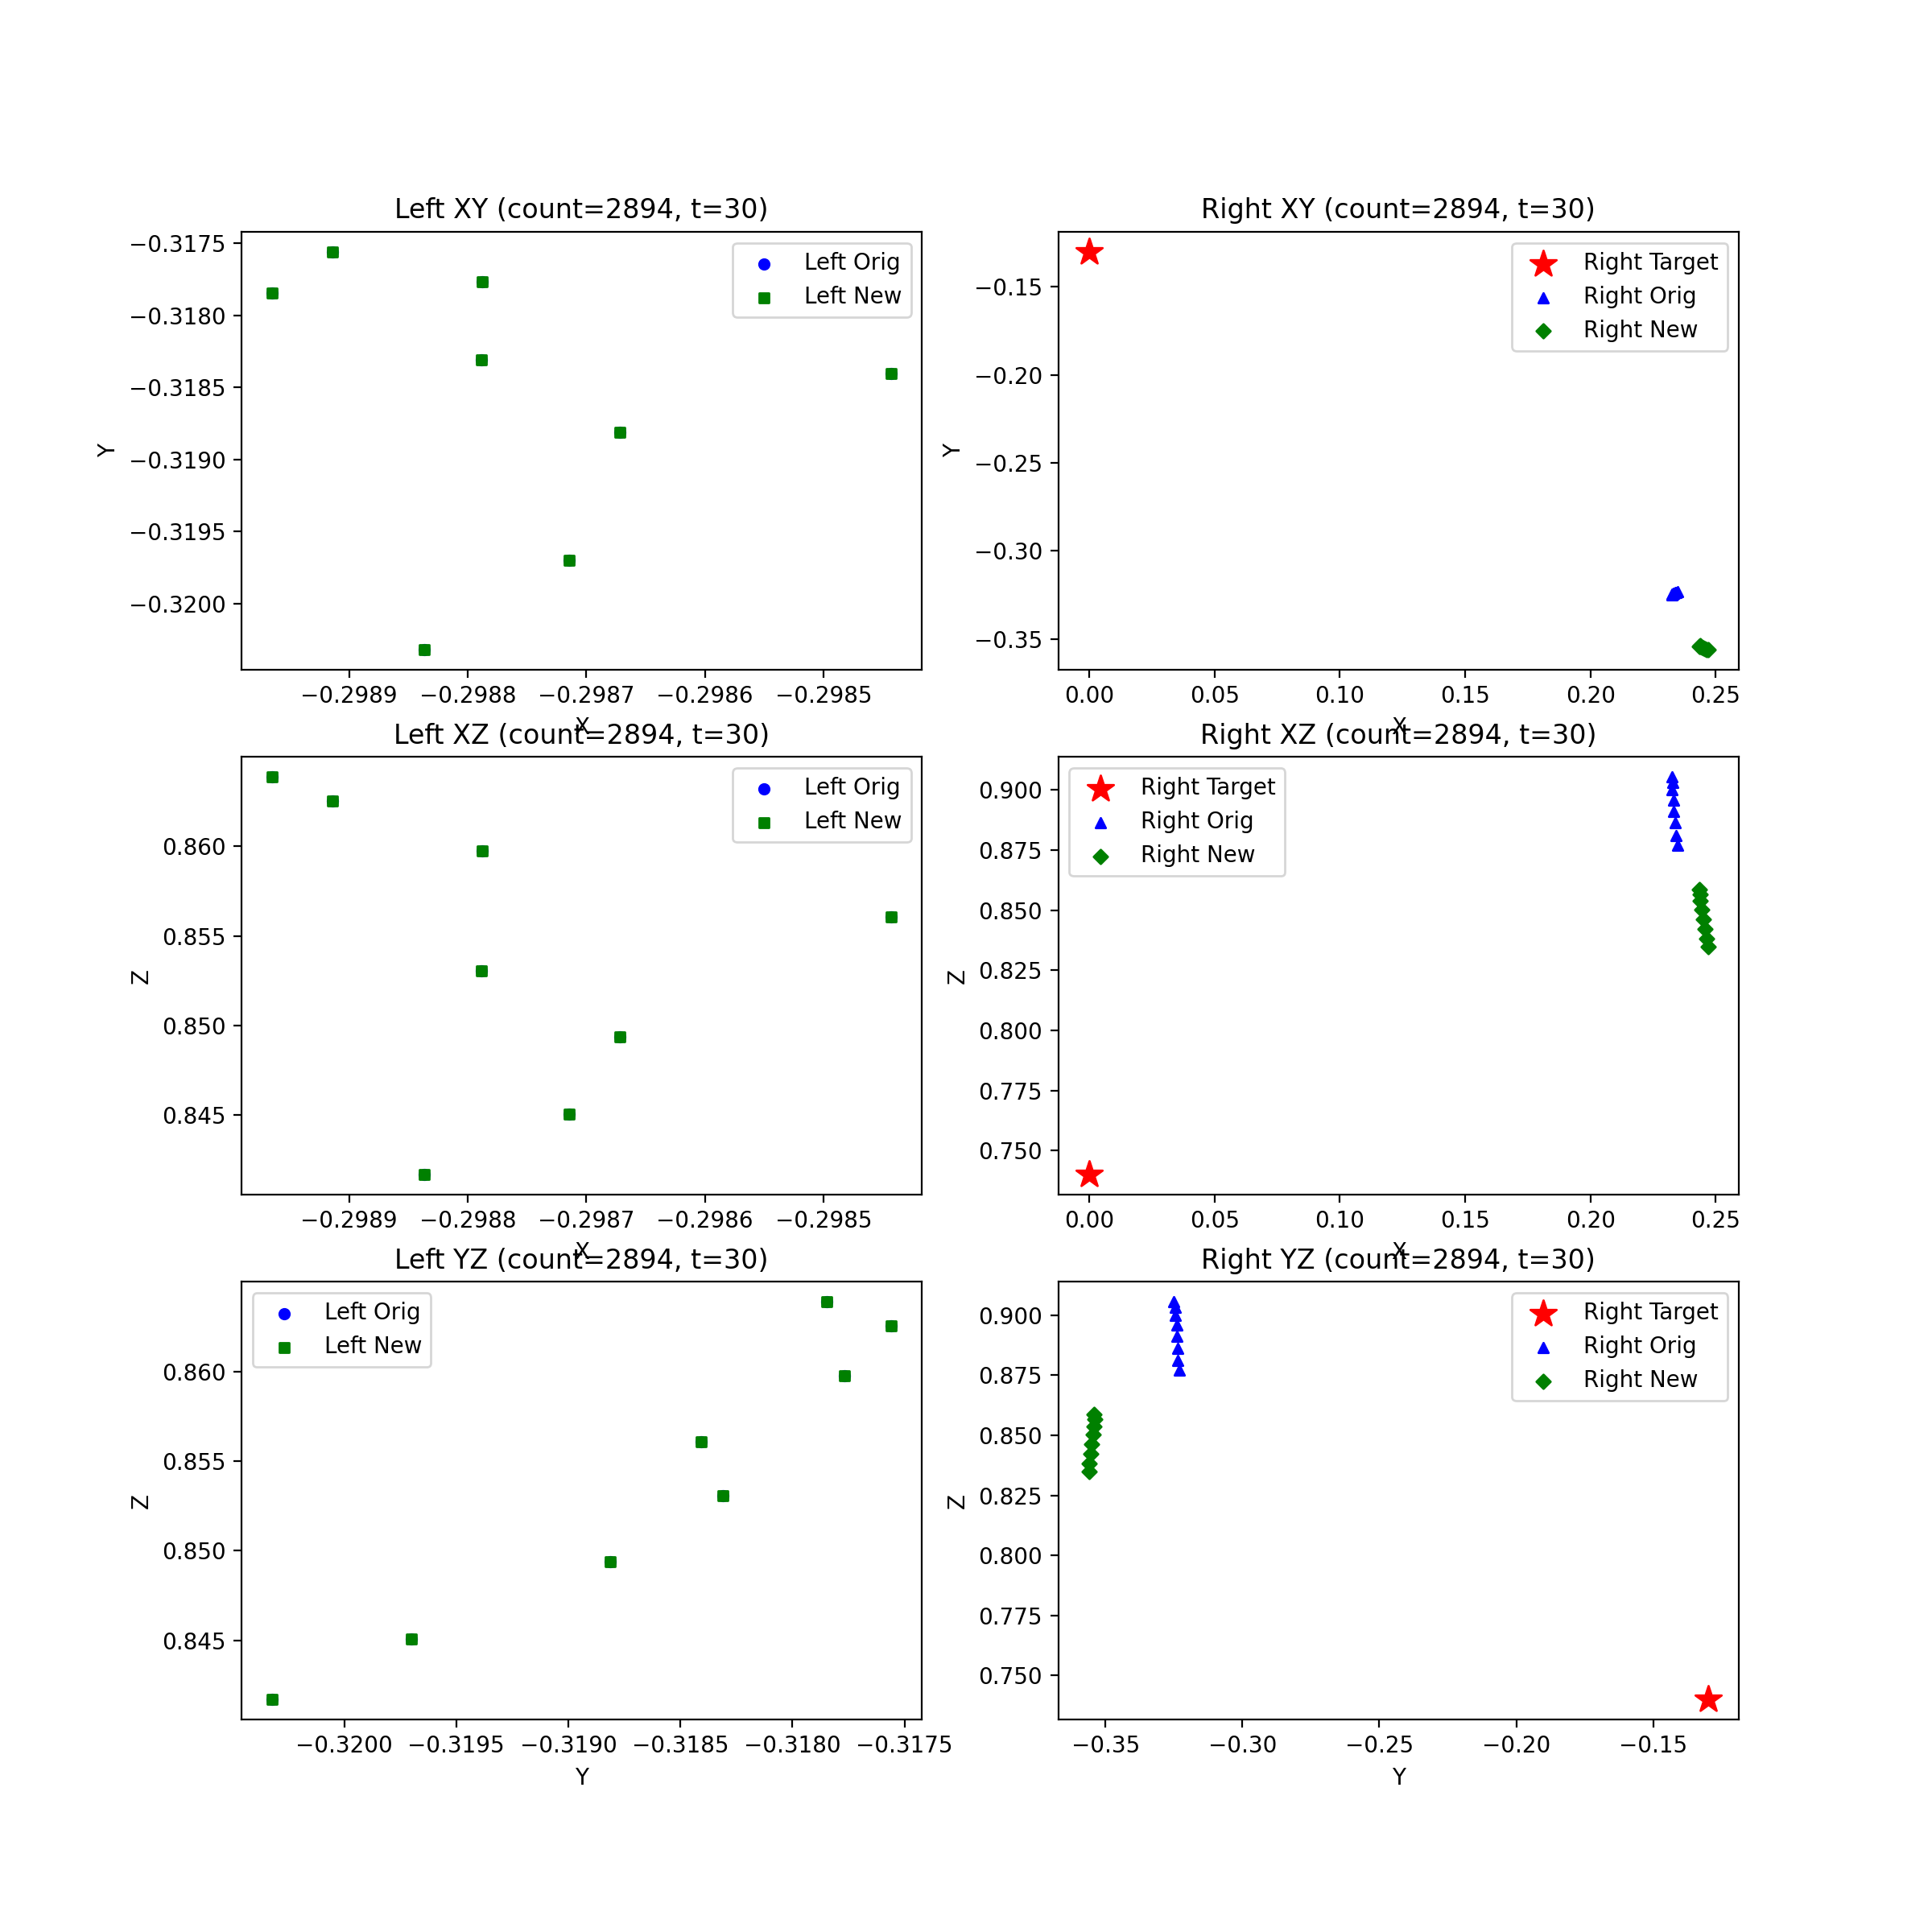 Left XY (count=2894, t=30)
−0.3175
−0.3180
−0.3185
−0.3190
−0.3195
−0.3200
Y
Left Orig
Left New
−0.2989
−0.2988
−0.2987
−0.2986
−0.2985
X
Right XY (count=2894, t=30)
−0.15
−0.20
−0.25
−0.30
−0.35
Y
Right Target
Right Orig
Right New
0.00
0.05
0.10
0.15
0.20
0.25
X
Left XZ (count=2894, t=30)
0.860
0.855
0.850
0.845
Z
Left Orig
Left New
−0.2989
−0.2988
−0.2987
−0.2986
−0.2985
X
Right XZ (count=2894, t=30)
0.900
0.875
0.850
0.825
0.800
0.775
0.750
Z
Right Target
Right Orig
Right New
0.00
0.05
0.10
0.15
0.20
0.25
X
Left YZ (count=2894, t=30)
0.860
0.855
0.850
0.845
Z
Left Orig
Left New
−0.3200
−0.3195
−0.3190
−0.3185
−0.3180
−0.3175
Y
Right YZ (count=2894, t=30)
0.900
0.875
0.850
0.825
0.800
0.775
0.750
Z
Right Target
Right Orig
Right New
−0.35
−0.30
−0.25
−0.20
−0.15
Y